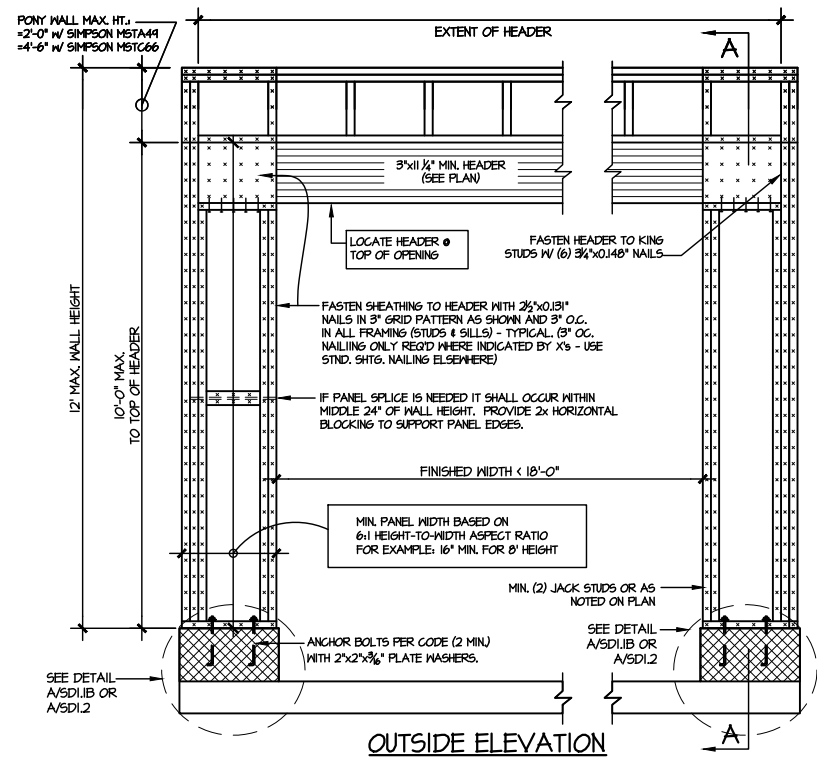 PONY WALL MAX. HT.:
=2'-0" W/ SIMPSON MSTA49
=4'-6" W/ SIMPSON MSTC66
EXTENT OF HEADER
A
3"x11 1/4" MIN. HEADER
(SEE PLAN)
LOCATE HEADER @
TOP OF OPENING
FASTEN HEADER TO KING
STUDS W/ (6) 3 1/4"x0.148" NAILS
FASTEN SHEATHING TO HEADER WITH 2 1/2"x0.131"
NAILS IN 3" GRID PATTERN AS SHOWN AND 3" O.C.
IN ALL FRAMING (STUDS & SILLS) - TYPICAL. (3" OC.
NAILIING ONLY REQ'D WHERE INDICATED BY X's - USE
STND. SHTG. NAILING ELSEWHERE)
12' MAX. WALL HEIGHT
10'-0" MAX.
TO TOP OF HEADER
IF PANEL SPLICE IS NEEDED IT SHALL OCCUR WITHIN
MIDDLE 24" OF WALL HEIGHT. PROVIDE 2x HORIZONTAL
BLOCKING TO SUPPORT PANEL EDGES.
FINISHED WIDTH < 18'-0"
MIN. PANEL WIDTH BASED ON
6:1 HEIGHT-TO-WIDTH ASPECT RATIO
FOR EXAMPLE: 16" MIN. FOR 8' HEIGHT
MIN. (2) JACK STUDS OR AS
NOTED ON PLAN
ANCHOR BOLTS PER CODE (2 MIN.)
WITH 2"x2"x3/16" PLATE WASHERS.
SEE DETAIL
A/SD1.1B OR
A/SD1.2
SEE DETAIL
A/SD1.1B OR
A/SD1.2
A
OUTSIDE ELEVATION